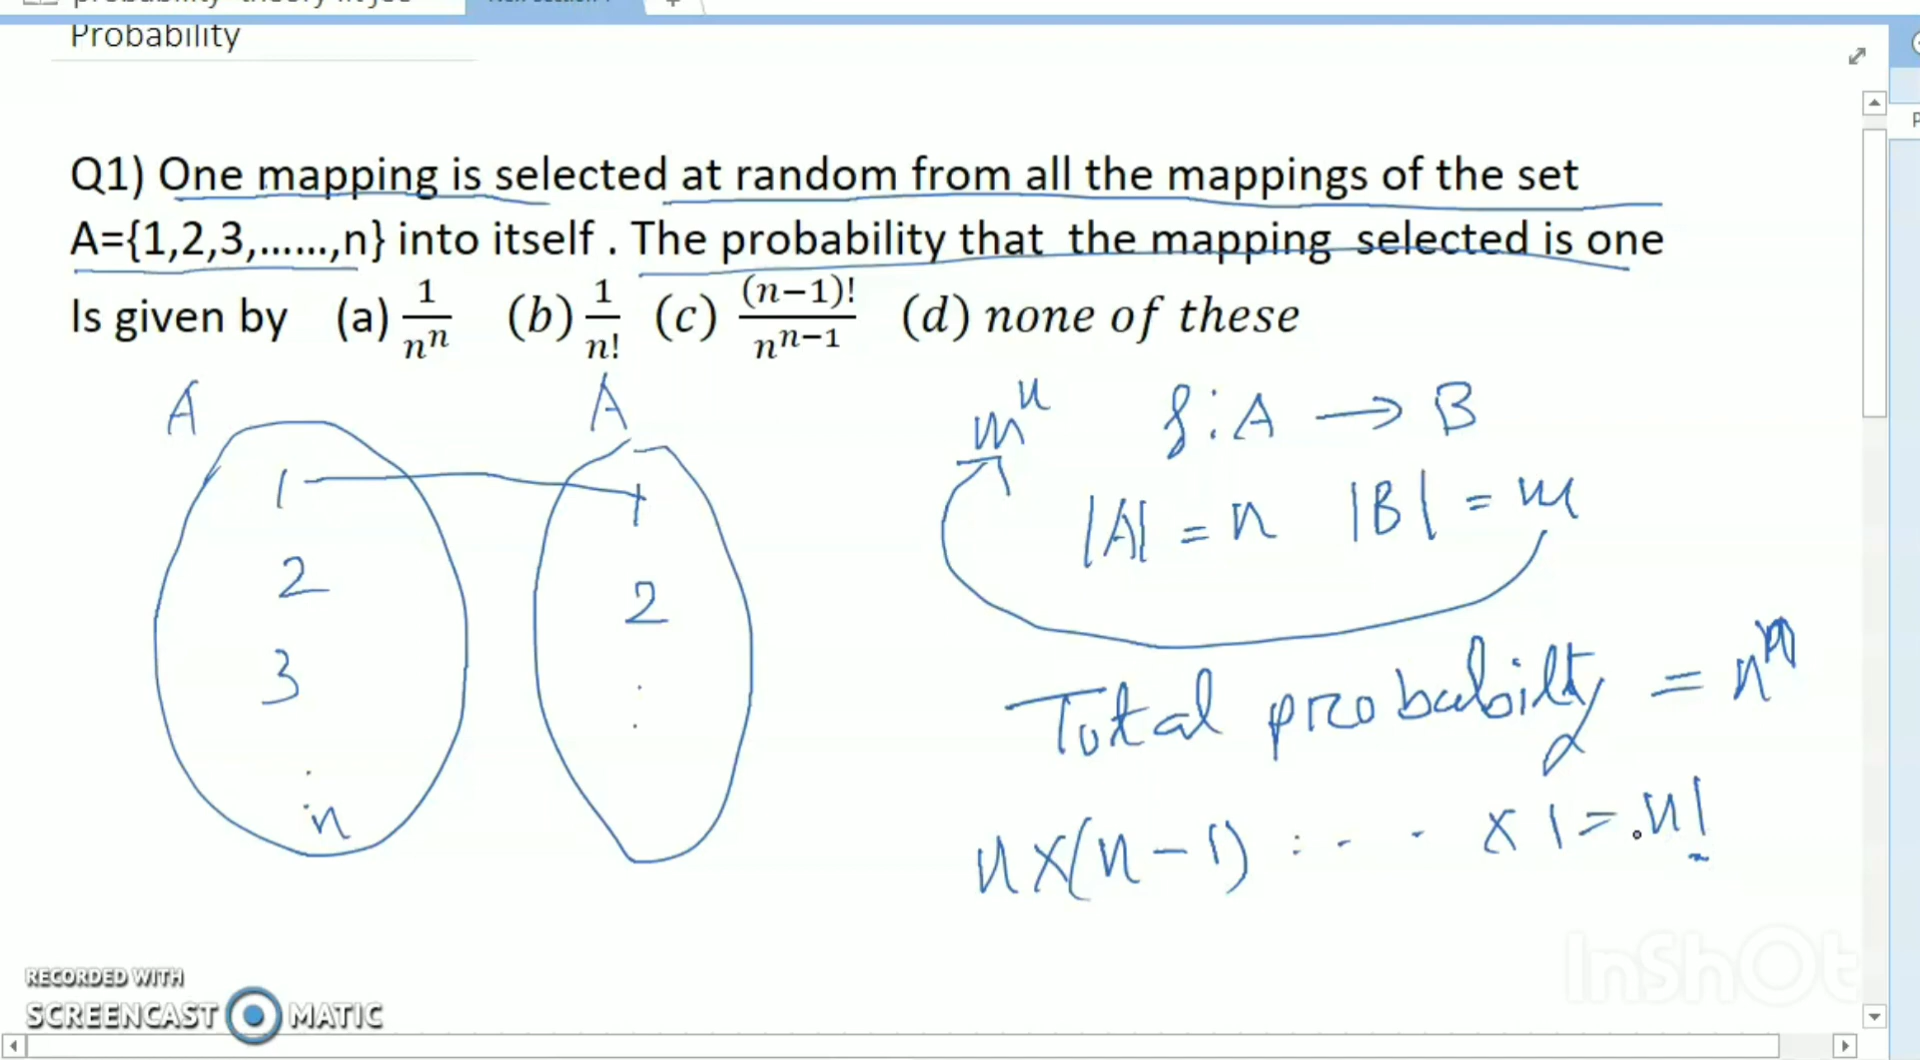 Probability
Q1) One mapping is selected at random from all the mappings of the set
A={1,2,3,......,n} into itself . The probability that the mapping selected is one
Is given by (a) 1/n^n (b) 1/n! (c) (n−1)!/n^(n−1) (d) none of these
A A
1 1
2 2
3 .
. .
.n
m^n f:A → B
|A| = n |B| = m
Total probabilty = n^n
n×(n-1) : - - × 1 = .n!
RECORDED WITH
SCREENCAST MATIC
InShOt